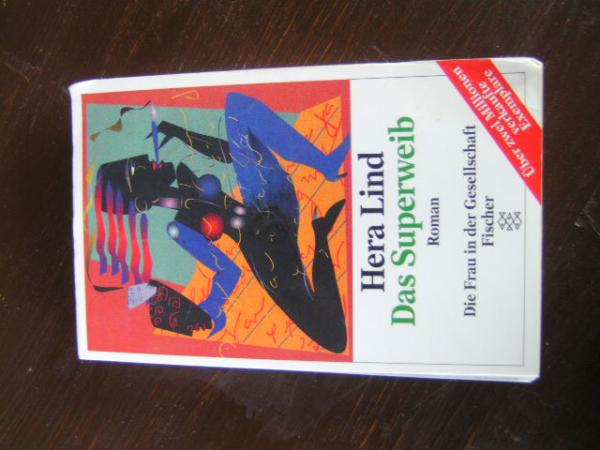 Über zwei Millionen
verkaufte
Exemplare
Hera Lind
Das Superweib
Roman
Die Frau in der Gesellschaft
Fischer